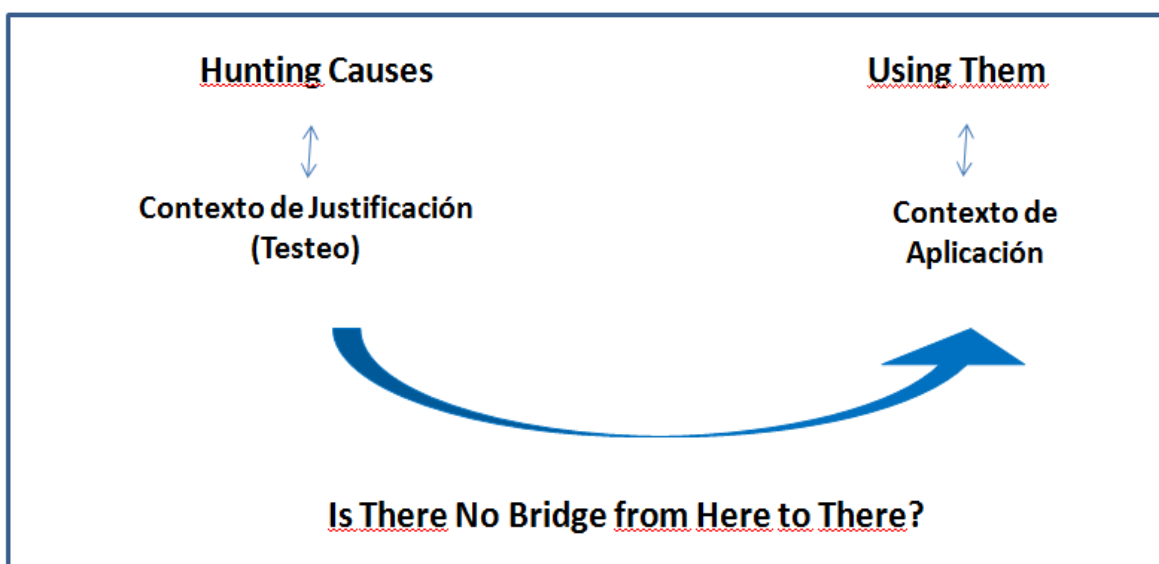 Hunting Causes
Using Them
Contexto de Justificación
(Testeo)
Contexto de
Aplicación
Is There No Bridge from Here to There?